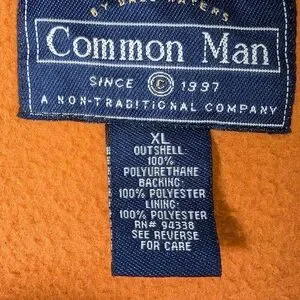 BY
Common Man
SINCE © 1997
A NON-TRADITIONAL COMPANY
XL
OUTSHELL:
100%
POLYURETHANE
BACKING:
100% POLYESTER
LINING:
100% POLYESTER
RN# 94338
SEE REVERSE
FOR CARE